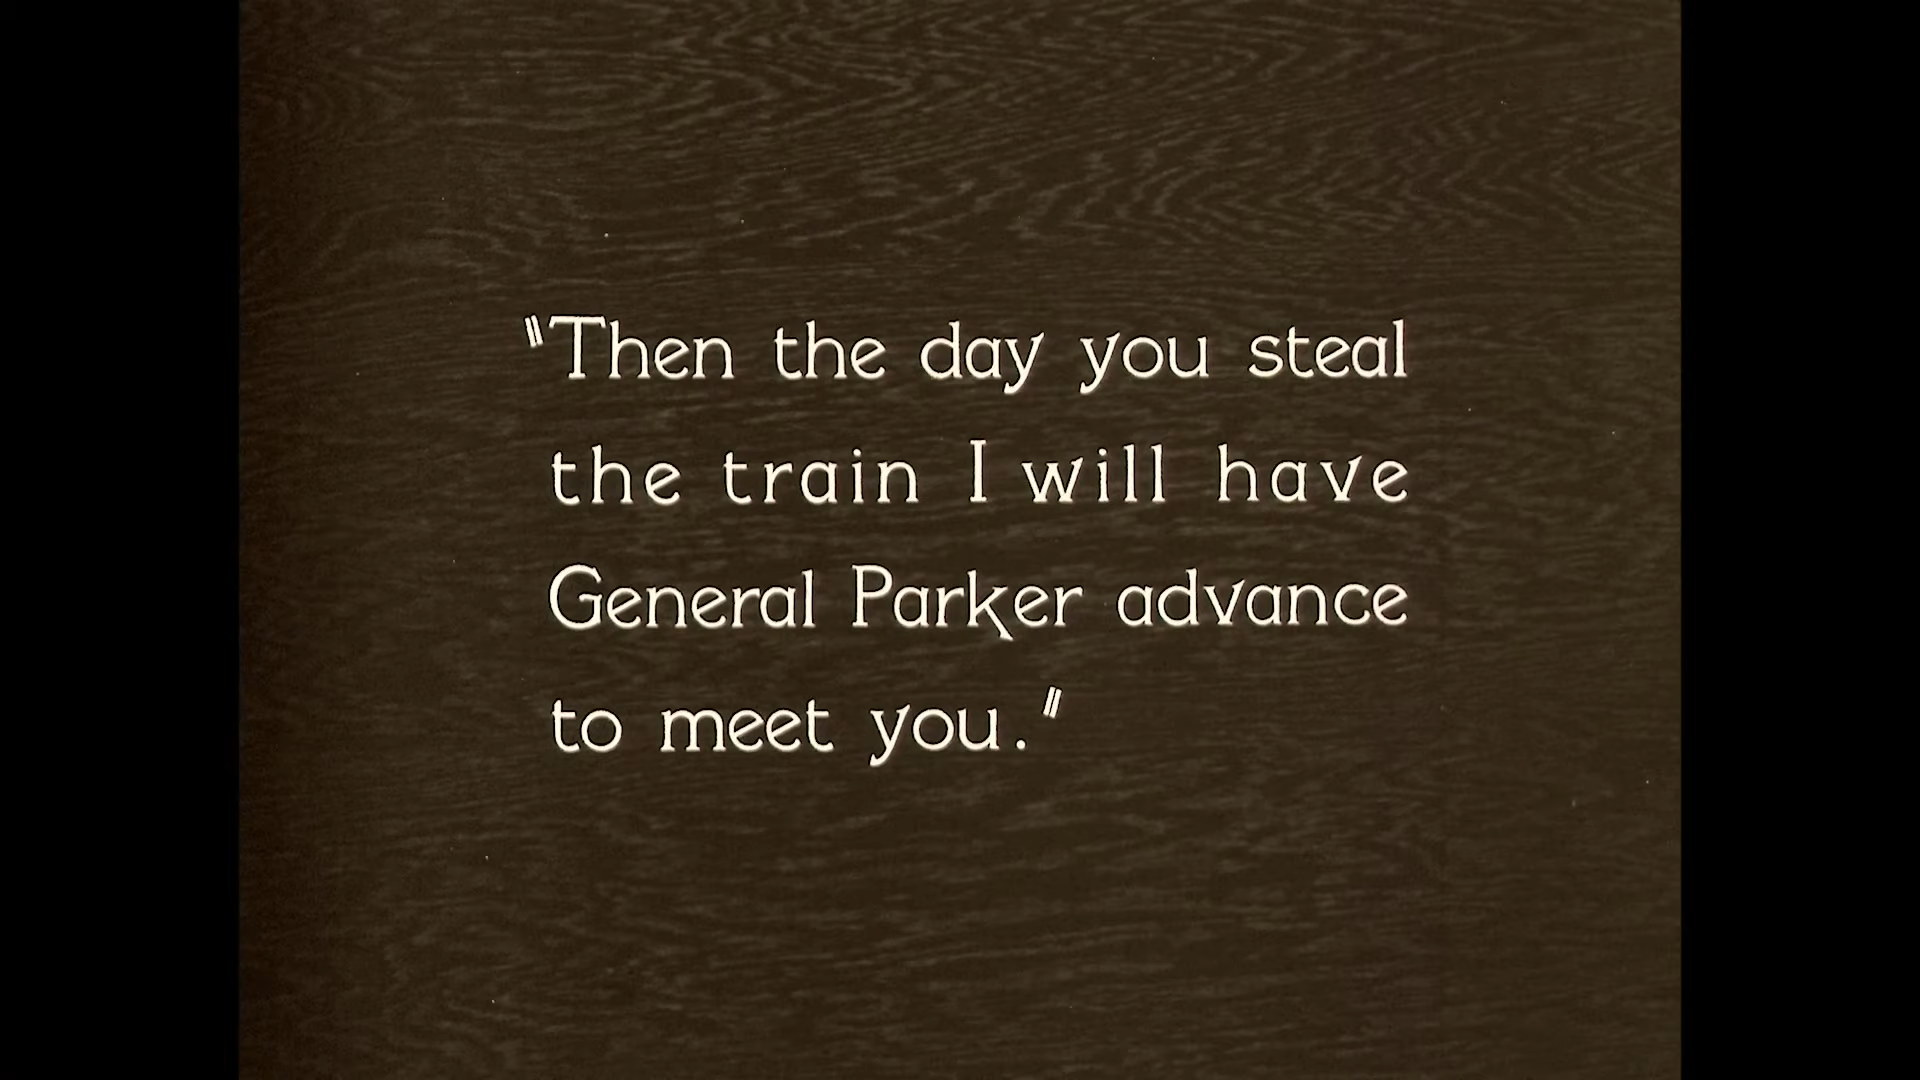 "Then the day you steal
the train I will have
General Parker advance
to meet you."